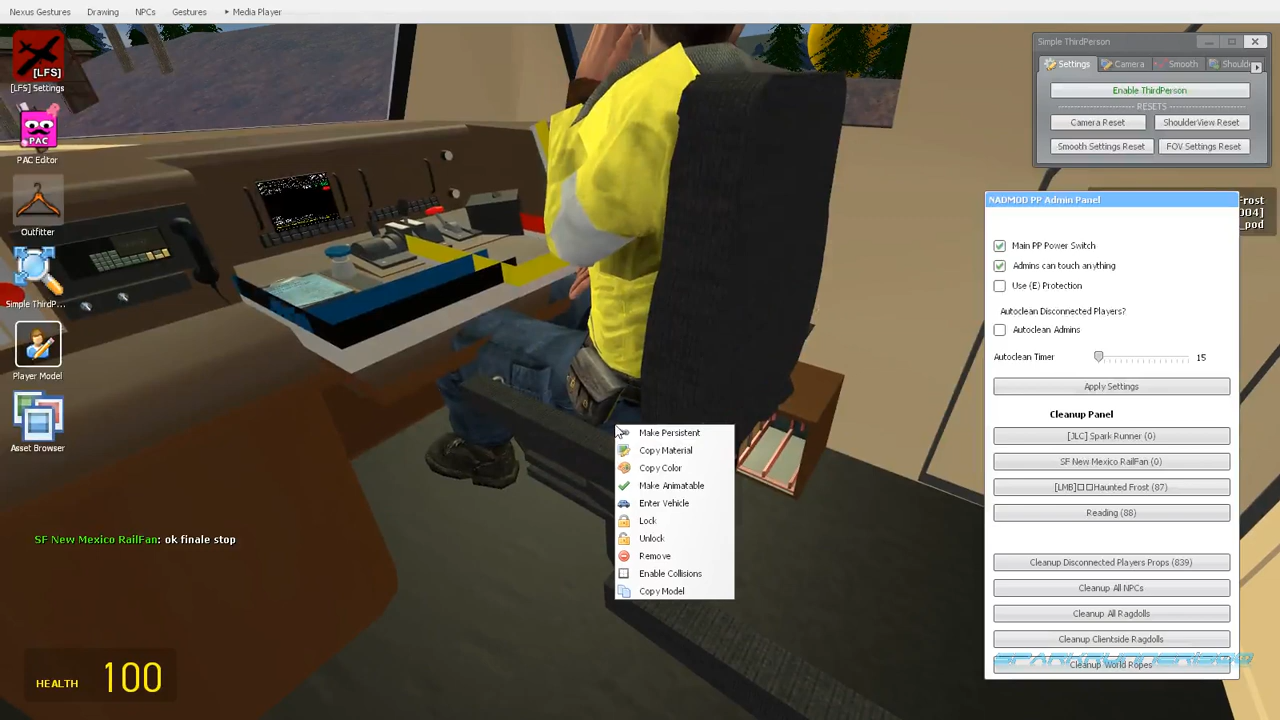 Nexus Gestures Drawing NPCs Gestures Media Player
[LFS]
[LFS] Settings
PAC
PAC Editor
Outfitter
Simple ThirdP...
Player Model
Asset Browser
Simple ThirdPerson
Settings Camera Smooth Should
Enable ThirdPerson
RESETS
Camera Reset ShoulderView Reset
Smooth Settings Reset FOV Settings Reset
Frost
004]
_pod
NADMOD PP Admin Panel
Main PP Power Switch
Admins can touch anything
Use (E) Protection
Autoclean Disconnected Players?
Autoclean Admins
Autoclean Timer 15
Apply Settings
Cleanup Panel
[JLC] Spark Runner (0)
SF New Mexico RailFan (0)
[LMB]□□Haunted Frost (87)
Reading (88)
Cleanup Disconnected Players Props (839)
Cleanup All NPCs
Cleanup All Ragdolls
Cleanup Clientside Ragdolls
Cleanup World Ropes
Make Persistent
Copy Material
Copy Color
Make Animatable
Enter Vehicle
Lock
Unlock
Remove
Enable Collisions
Copy Model
SF New Mexico RailFan: ok finale stop
HEALTH 100